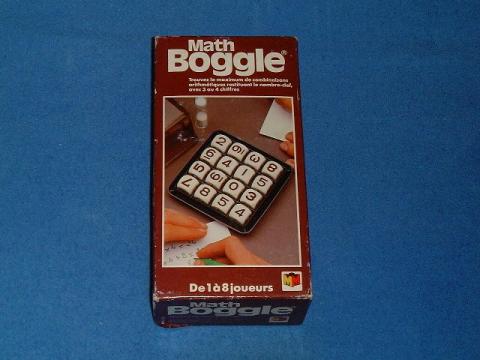 Math
Boggle®
Trouvez le maximum de combinaisons
arithmétiques restituant le nombre-clef,
avec 3 ou 4 chiffres
De 1 à 8 joueurs
Math
Boggle